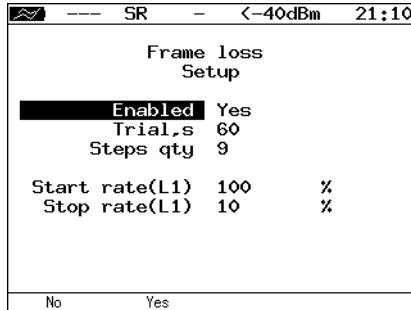 --- SR - <-40dBm 21:10
Frame loss
Setup
Enabled Yes
Trial,s 60
Steps qty 9
Start rate(L1) 100 %
Stop rate(L1) 10 %
No Yes